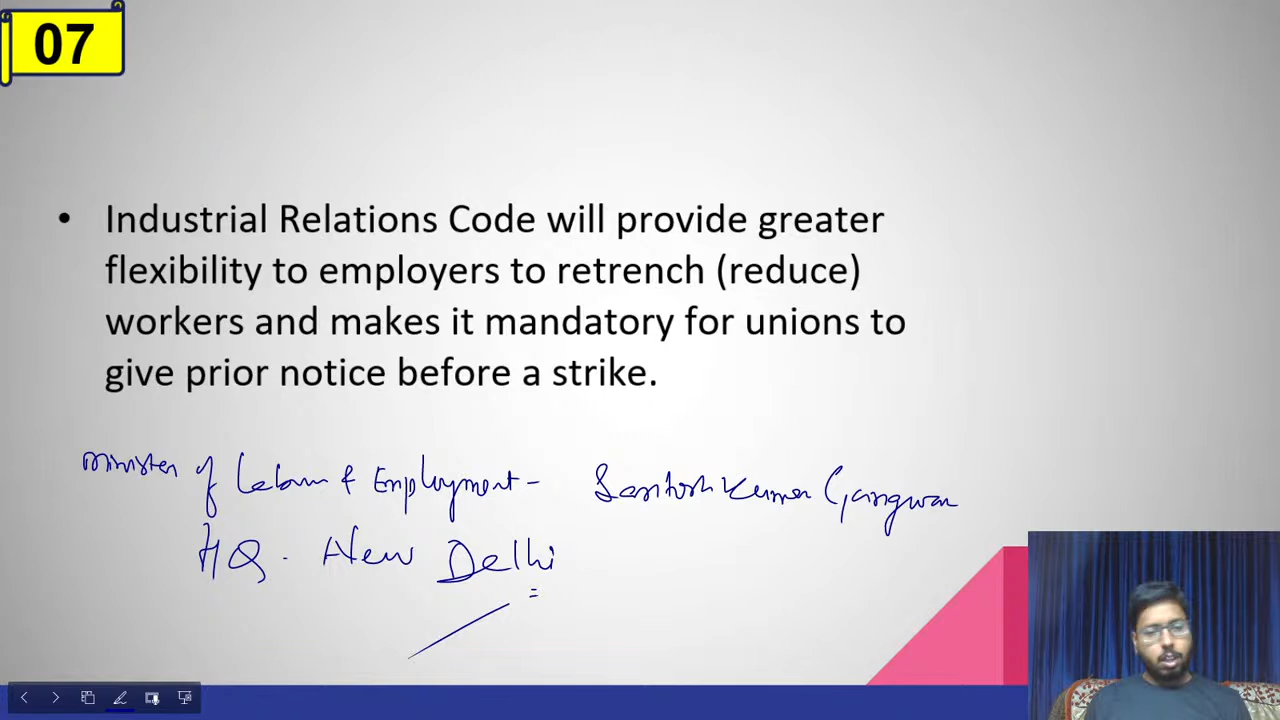 07
• Industrial Relations Code will provide greater
flexibility to employers to retrench (reduce)
workers and makes it mandatory for unions to
give prior notice before a strike.
Minister of Labour & Employment - Santosh Kumar Gangwar
HQ. New Delhi